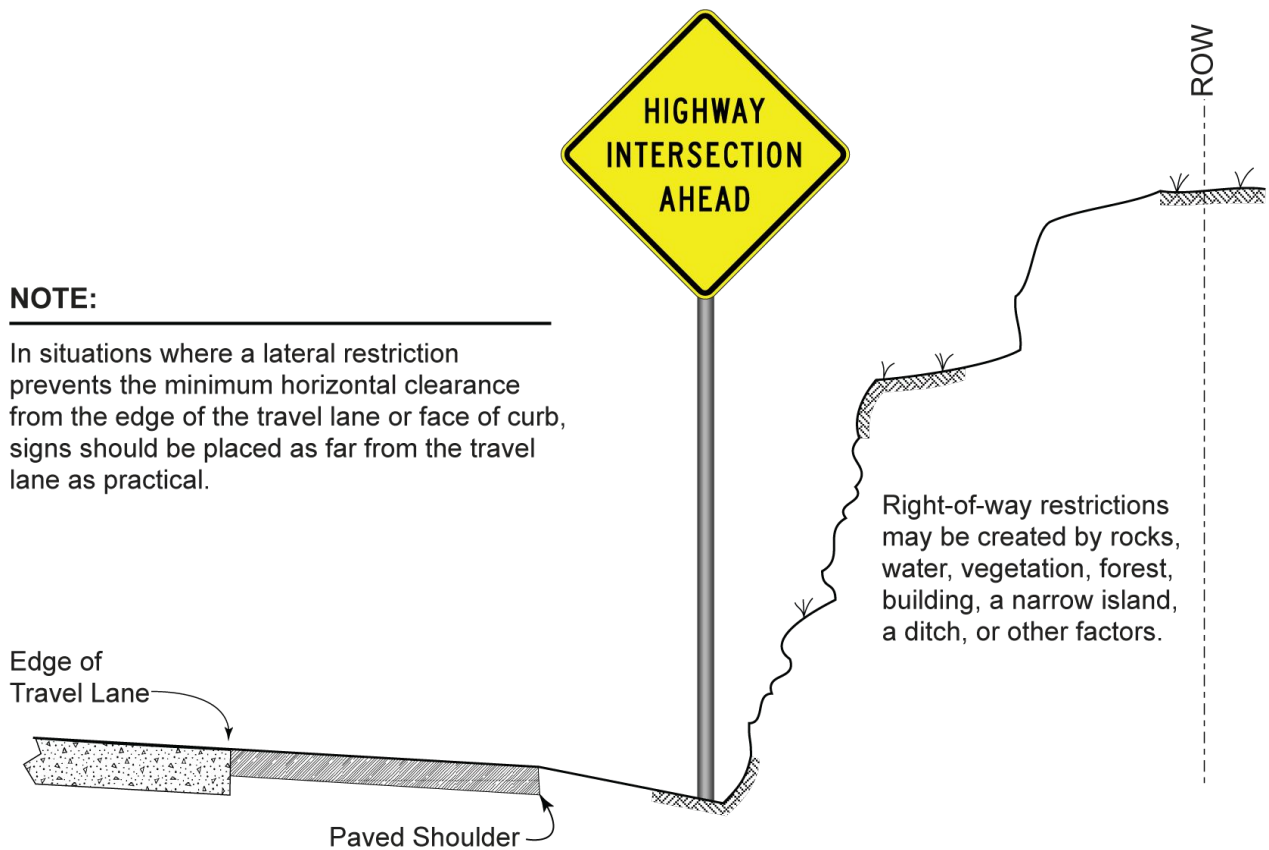 HIGHWAY
INTERSECTION
AHEAD
ROW
NOTE:
In situations where a lateral restriction
prevents the minimum horizontal clearance
from the edge of the travel lane or face of curb,
signs should be placed as far from the travel
lane as practical.
Right-of-way restrictions
may be created by rocks,
water, vegetation, forest,
building, a narrow island,
a ditch, or other factors.
Edge of
Travel Lane
Paved Shoulder